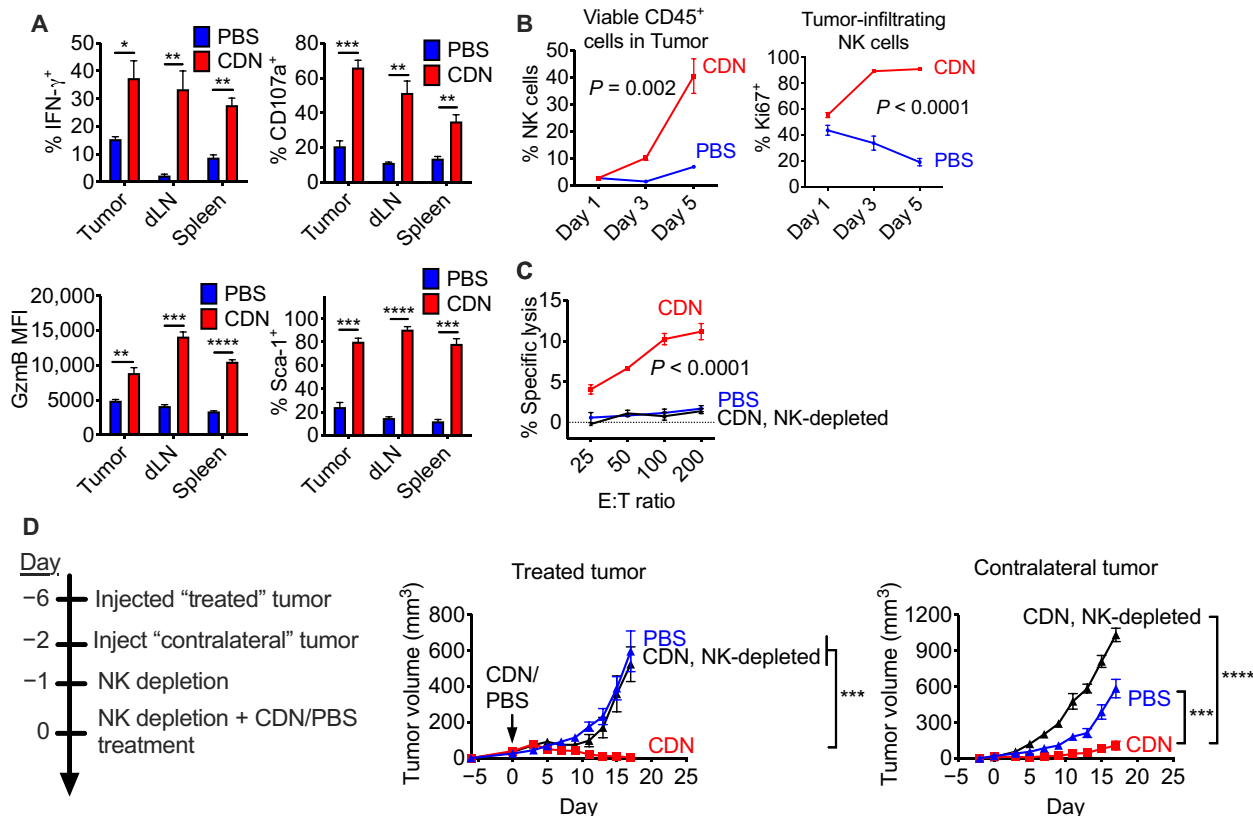 A
% IFN-γ+
50
40
30
20
10
0
*
**
**
PBS
CDN
Tumor
dLN
Spleen
% CD107a+
100
80
60
40
20
0
***
**
**
PBS
CDN
Tumor
dLN
Spleen
GzmB MFI
20,000
15,000
10,000
5000
0
**
***
****
PBS
CDN
Tumor
dLN
Spleen
% Sca-1+
100
80
60
40
20
0
***
****
***
PBS
CDN
Tumor
dLN
Spleen
B
Viable CD45+
cells in Tumor
% NK cells
50
40
30
20
10
0
P = 0.002
CDN
PBS
Day 1
Day 3
Day 5
Tumor-infiltrating
NK cells
% Ki67+
100
80
60
40
20
0
CDN
P < 0.0001
PBS
Day 1
Day 3
Day 5
C
% Specific lysis
15
10
5
0
CDN
P < 0.0001
PBS
CDN, NK-depleted
25
50
100
200
E:T ratio
D
Day
−6 Injected “treated” tumor
−2 Inject “contralateral” tumor
−1 NK depletion
0 NK depletion + CDN/PBS
treatment
Treated tumor
Tumor volume (mm3)
800
600
400
200
0
CDN/
PBS
PBS
CDN, NK-depleted
CDN
***
−5 0 5 10 15 20 25
Day
Contralateral tumor
Tumor volume (mm3)
1200
900
600
300
0
CDN, NK-depleted
PBS
CDN
***
****
−5 0 5 10 15 20 25
Day